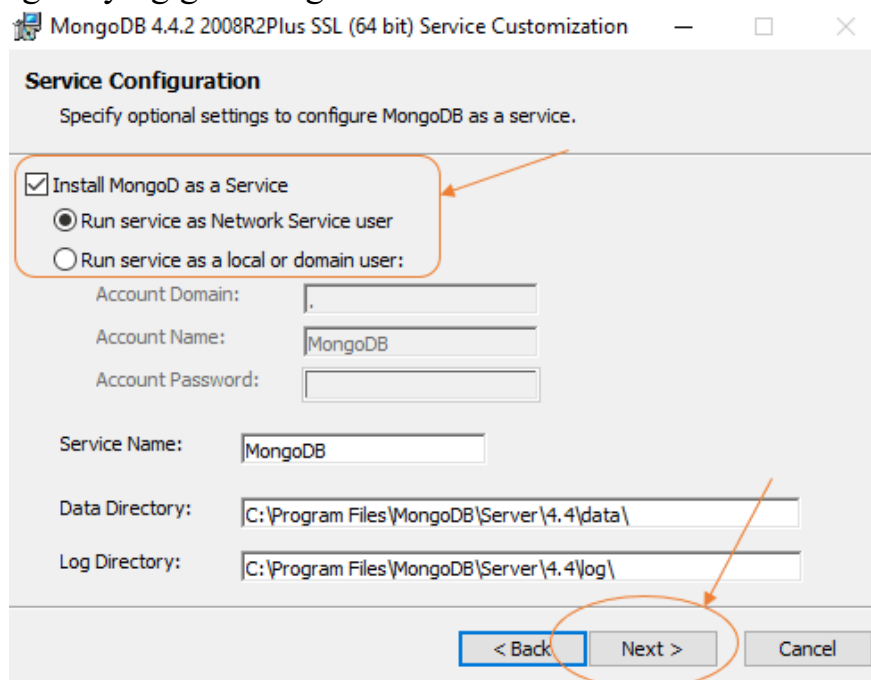 MongoDB 4.4.2 2008R2Plus SSL (64 bit) Service Customization
Service Configuration
Specify optional settings to configure MongoDB as a service.
Install MongoD as a Service
Run service as Network Service user
Run service as a local or domain user:
Account Domain: .
Account Name: MongoDB
Account Password:
Service Name: MongoDB
Data Directory: C:\Program Files\MongoDB\Server\4.4\data\
Log Directory: C:\Program Files\MongoDB\Server\4.4\log\
< Back Next > Cancel